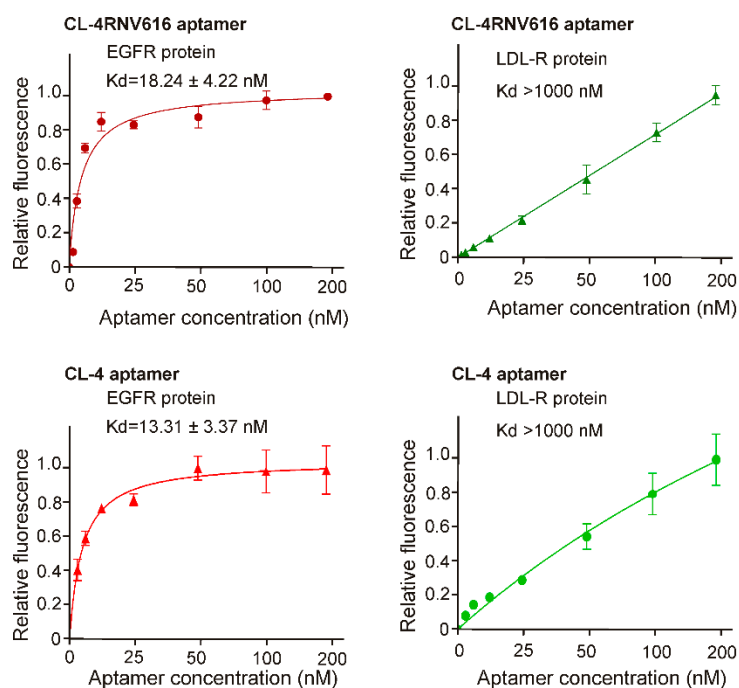 CL-4RNV616 aptamer
EGFR protein
Kd=18.24 ± 4.22 nM
Relative fluorescence
1.0
0.8
0.6
0.4
0.2
0
0 25 50 100 200
Aptamer concentration (nM)
CL-4RNV616 aptamer
LDL-R protein
Kd >1000 nM
Relative fluorescence
1.0
0.8
0.6
0.4
0.2
0
0 25 50 100 200
Aptamer concentration (nM)
CL-4 aptamer
EGFR protein
Kd=13.31 ± 3.37 nM
Relative fluorescence
1.0
0.8
0.6
0.4
0.2
0
0 25 50 100 200
Aptamer concentration (nM)
CL-4 aptamer
LDL-R protein
Kd >1000 nM
Relative fluorescence
1.0
0.8
0.6
0.4
0.2
0
0 25 50 100 200
Aptamer concentration (nM)